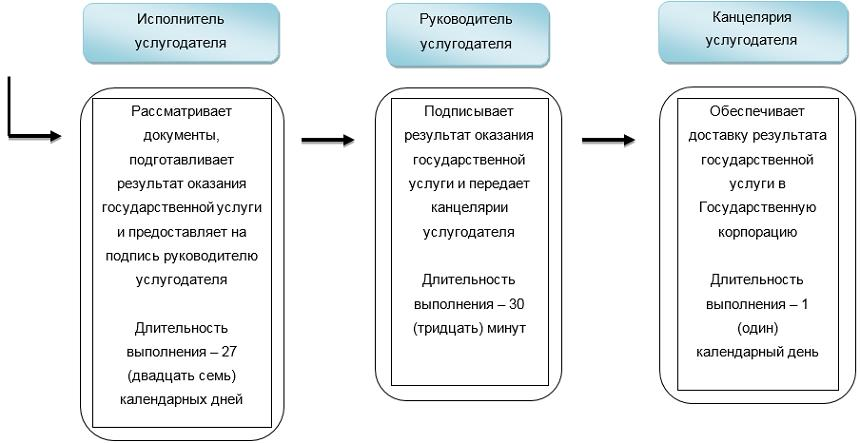 Исполнитель
услугодателя
Руководитель
услугодателя
Канцелярия
услугодателя
Рассматривает
документы,
подготавливает
результат оказания
государственной услуги
и предоставляет на
подпись руководителю
услугодателя
Длительность
выполнения – 27
(двадцать семь)
календарных дней
Подписывает
результат оказания
государственной
услуги и передает
канцелярии
услугодателя
Длительность
выполнения – 30
(тридцать) минут
Обеспечивает
доставку результата
государственной
услуги в
Государственную
корпорацию
Длительность
выполнения – 1
(один)
календарный день